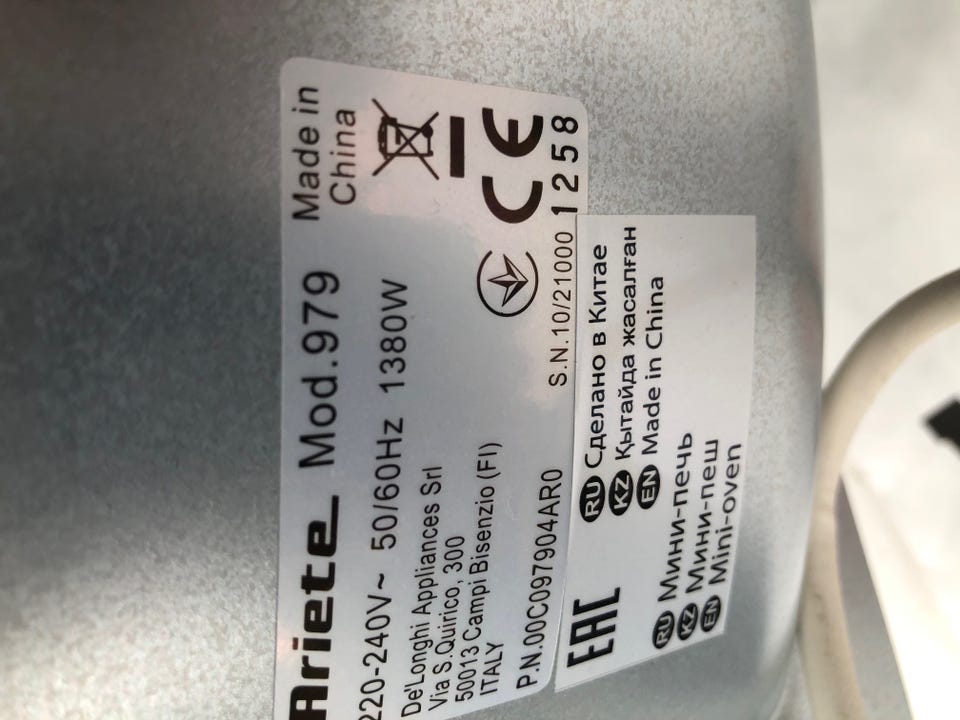 Ariete Mod.979 Made in
China
220-240V~ 50/60Hz 1380W
De'Longhi Appliances Srl
Via S.Quirico, 300
50013 Campi Bisenzio (FI)
ITALY
CE
P.N.00C097904AR0 S.N.10/21000 1258
EAC
RU Сделано в Китае
KZ Қытайда жасалған
EN Made in China
RU Мини-печь
KZ Мини-пеш
EN Mini-oven